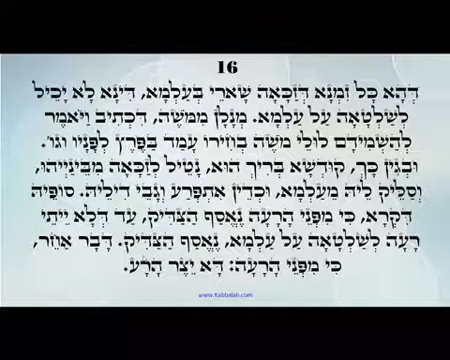 16
דְּהָא כָּל זִמְנָא דְּזַכָּאָה שָׁארֵי בְּעָלְמָא, דִּינָא לָא יָכֵיל
לְשַׁלְּטָאָה עַל עָלְמָא. מְנָלָן מִמֹּשֶׁה, דִּכְתִיב וַיֹּאמֶר
לְהַשְׁמִידָם לוּלֵי מֹשֶׁה בְחִירוֹ עָמַד בַּפֶּרֶץ לְפָנָיו וגו'.
וּבְגִין כָּךְ, קוּדְשָׁא בְּרִיךְ הוּא, נָטִיל לְזַכָּאָה מִבֵּינַיְיהוּ,
וְסַלִּיק לֵיהּ מֵעָלְמָא, וּכְדֵין אִתְפְּרַע וְגָבֵי דִּילֵיהּ. סוֹפֵיהּ
דִּקְרָא, כִּי מִפְּנֵי הָרָעָה נֶאֱסַף הַצַּדִּיק, עַד דְּלָא יֵיתֵי
רָעָה לְשַׁלְּטָאָה עַל עָלְמָא, נֶאֱסַף הַצַּדִּיק. דָּבָר אַחֵר,
כִּי מִפְּנֵי הָרָעָה: דָּא יֵצֶר הָרָע.
www.Kabbalah.com